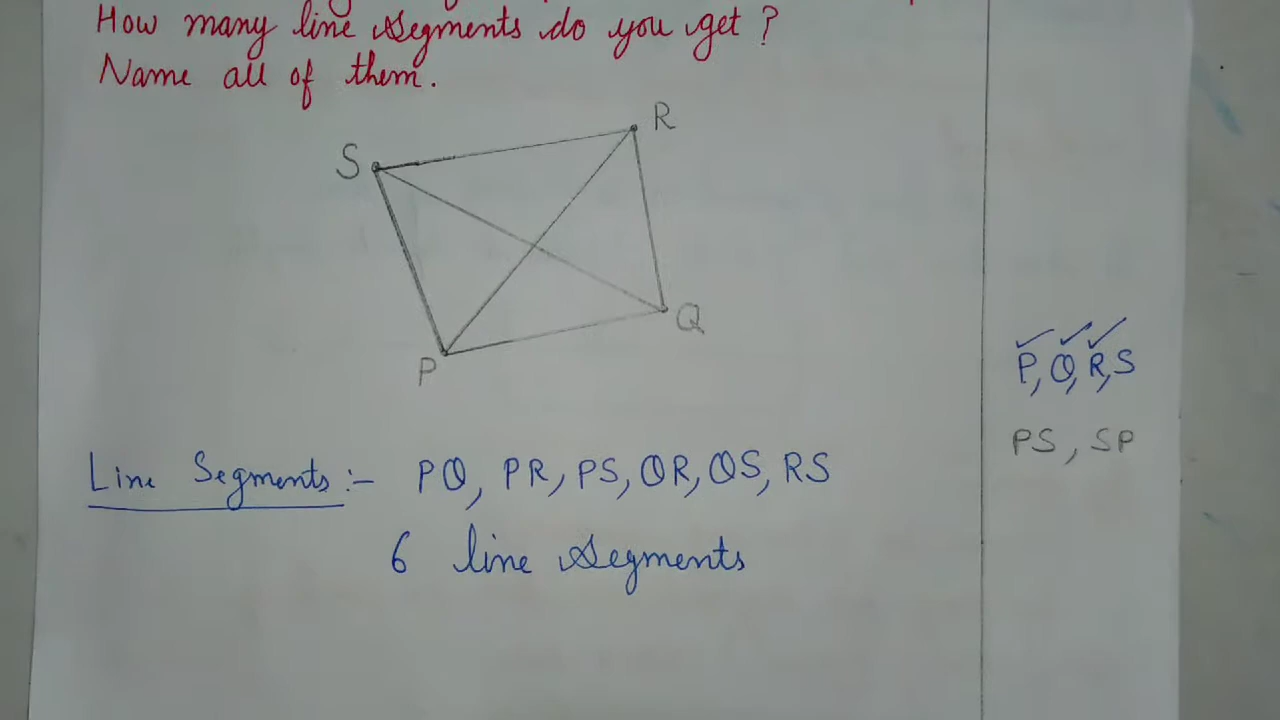 How many line segments do you get ?
Name all of them.
R
S
Q
P
P, Q, R, S
PS, SP
Line Segments :- PQ, PR, PS, QR, QS, RS
6 line segments